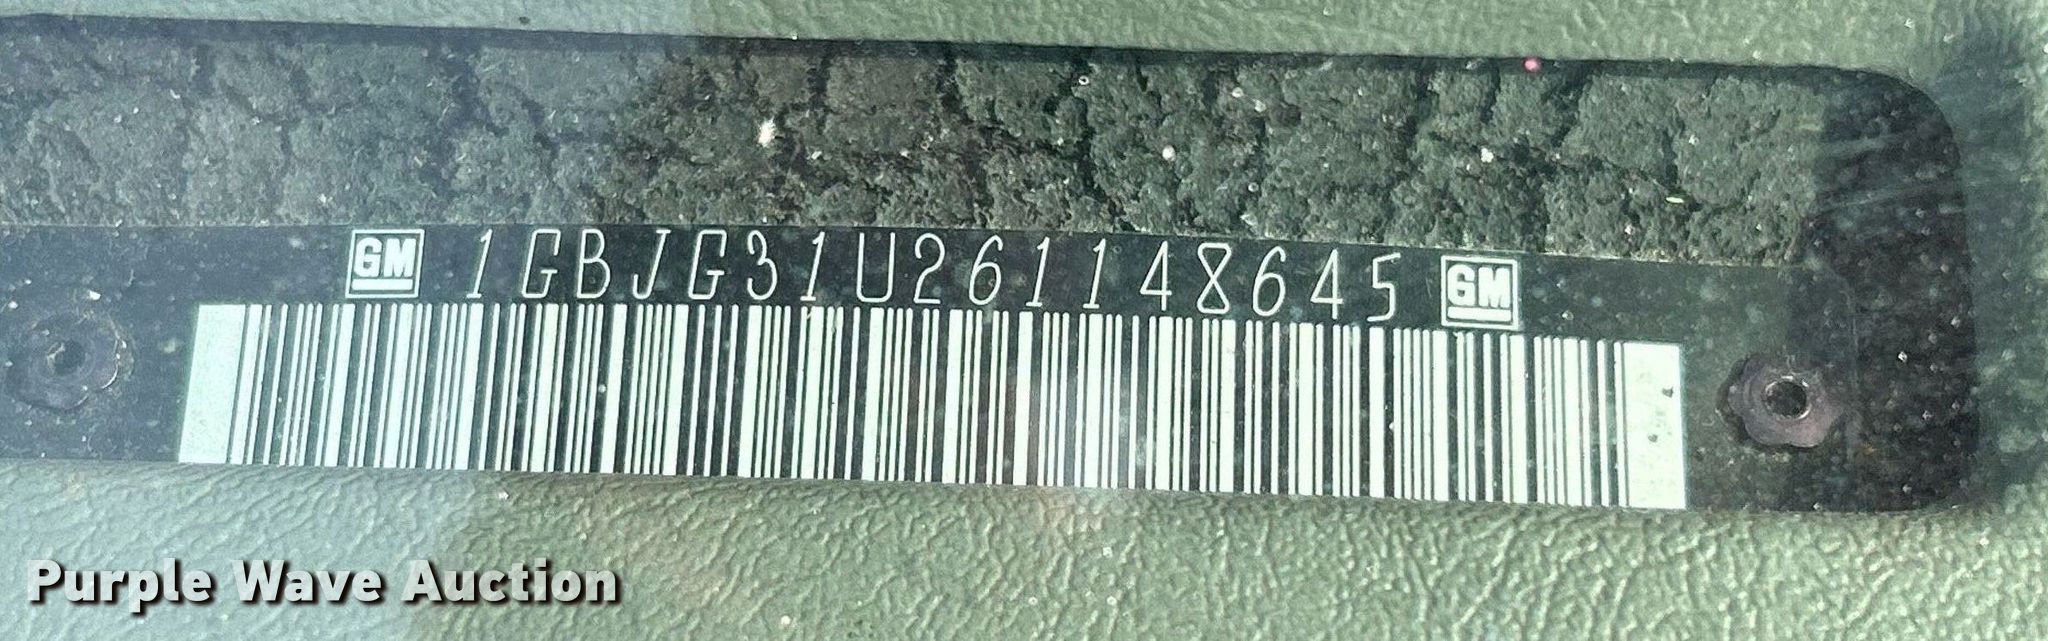 GM 1GBJG31U261148645 GM
Purple Wave Auction